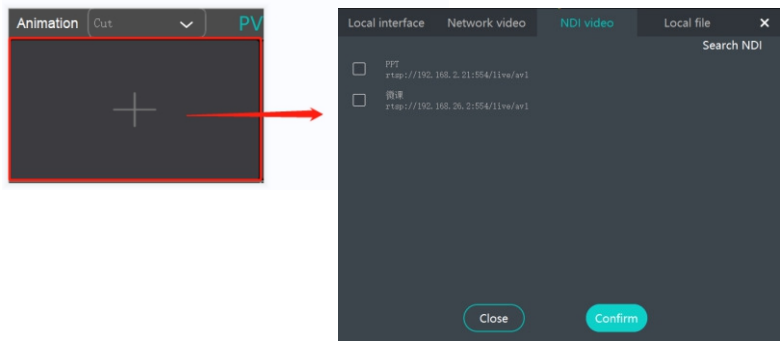 Animation Cut PV
Local interface Network video NDI video Local file ×
Search NDI
PPT
rtsp://192.168.2.21:554/live/av1
微课
rtsp://192.168.26.2:554/live/av1
Close Confirm